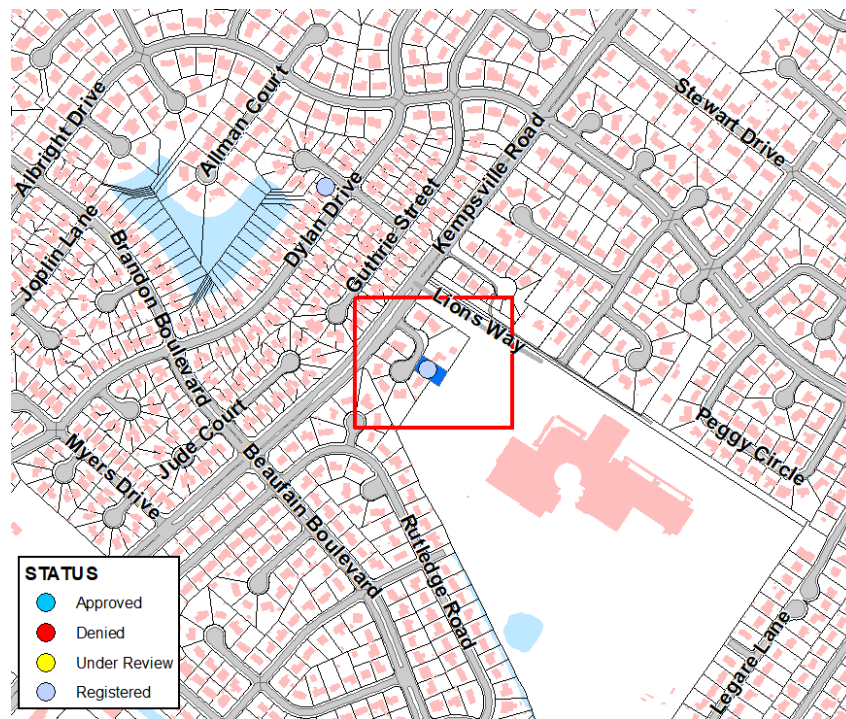 Stewart Drive
Allman Court
Albright Drive
Kempsville Road
Dylan Drive
Guthrie Street
Joplin Lane
Brandon Boulevard
Lions Way
Jude Court
Peggy Circle
Myers Drive
Beaufain Boulevard
Rutledge Road
Legare Lane
STATUS
Approved
Denied
Under Review
Registered